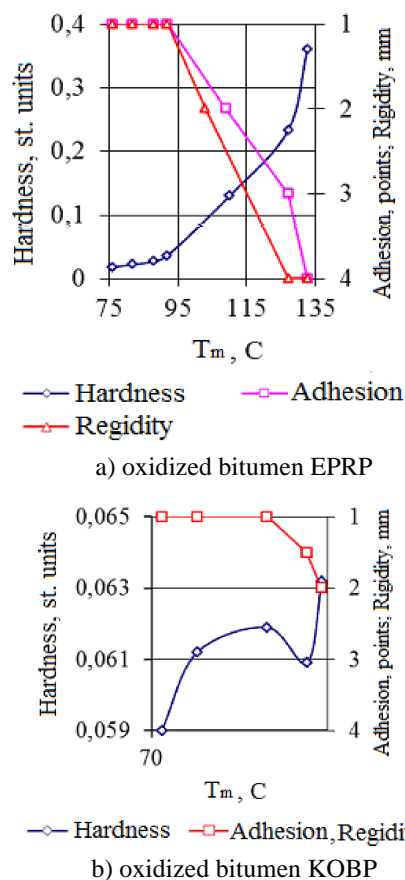 0,4
0,3
0,2
0,1
0
Hardness, st. units
1
2
3
4
Adhesion, points; Rigidity, mm
75 95 115 135
Tm , C
Hardness Adhesion
Regidity
a) oxidized bitumen EPRP
0,065
0,063
0,061
0,059
Hardness, st. units
1
2
3
4
Adhesion, points; Rigidity, mm
70
Tm , C
Hardness Adhesion, Regidi
b) oxidized bitumen KOBP